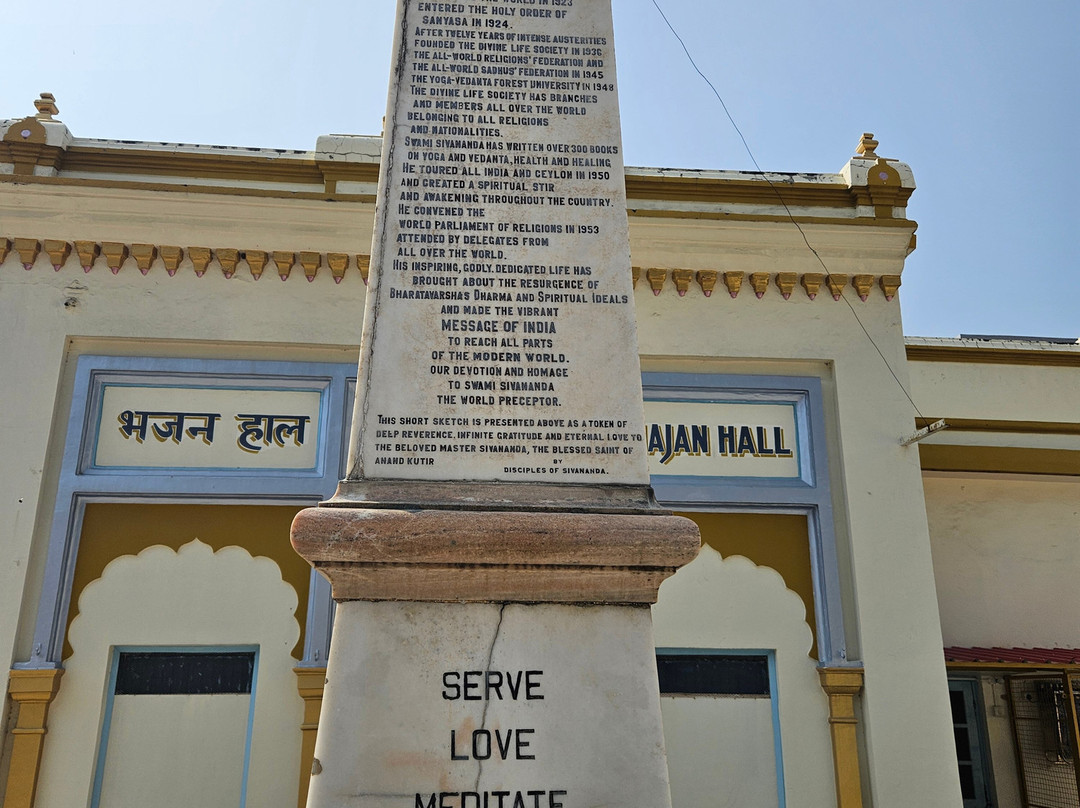 TO THE WORLD IN 1923
ENTERED THE HOLY ORDER OF
SANYASA IN 1924.
AFTER TWELVE YEARS OF INTENSE AUSTERITIES
FOUNDED THE DIVINE LIFE SOCIETY IN 1936
THE ALL-WORLD RELIGIONS' FEDERATION AND
THE ALL-WORLD SADHUS' FEDERATION IN 1945
THE YOGA-VEDANTA FOREST UNIVERSITY IN 1948
THE DIVINE LIFE SOCIETY HAS BRANCHES
AND MEMBERS ALL OVER THE WORLD
BELONGING TO ALL RELIGIONS
AND NATIONALITIES.
SWAMI SIVANANDA HAS WRITTEN OVER 300 BOOKS
ON YOGA AND VEDANTA, HEALTH AND HEALING
HE TOURED ALL INDIA AND CEYLON IN 1950
AND CREATED A SPIRITUAL STIR
AND AWAKENING THROUGHOUT THE COUNTRY.
HE CONVENED THE
WORLD PARLIAMENT OF RELIGIONS IN 1953
ATTENDED BY DELEGATES FROM
ALL OVER THE WORLD.
HIS INSPIRING, GODLY, DEDICATED LIFE HAS
BROUGHT ABOUT THE RESURGENCE OF
BHARATAVARSHA'S DHARMA AND SPIRITUAL IDEALS
AND MADE THE VIBRANT
MESSAGE OF INDIA
TO REACH ALL PARTS
OF THE MODERN WORLD.
OUR DEVOTION AND HOMAGE
TO SWAMI SIVANANDA
THE WORLD PRECEPTOR.
THIS SHORT SKETCH IS PRESENTED ABOVE AS A TOKEN OF
DEEP REVERENCE, INFINITE GRATITUDE AND ETERNAL LOVE TO
THE BELOVED MASTER SIVANANDA, THE BLESSED SAINT OF
ANAND KUTIR
BY
DISCIPLES OF SIVANANDA.
भजन हाल
AJAN HALL
SERVE
LOVE
MEDITATE